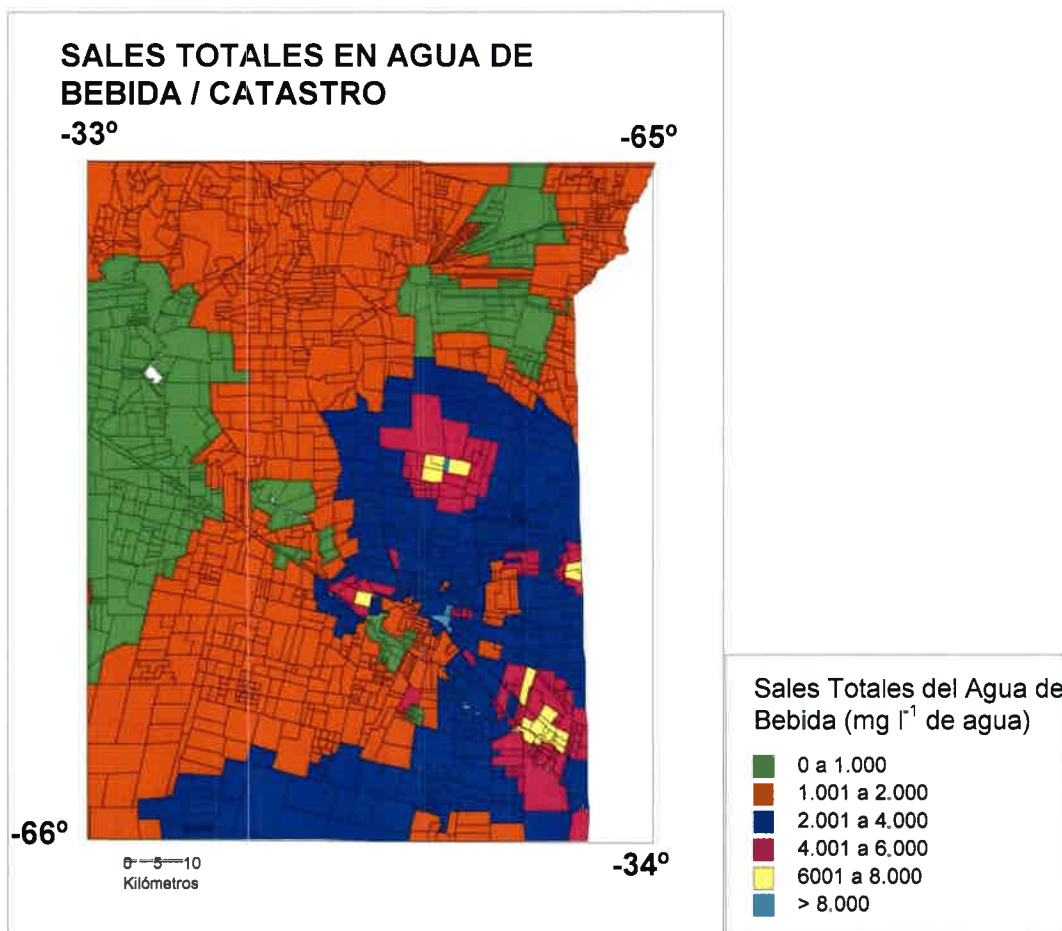 SALES TOTALES EN AGUA DE
BEBIDA / CATASTRO
-33º
-65º
-66º
-34º
0 5 10
Kilómetros
Sales Totales del Agua de
Bebida (mg l⁻¹ de agua)
0 a 1.000
1.001 a 2.000
2.001 a 4.000
4.001 a 6.000
6001 a 8.000
> 8.000